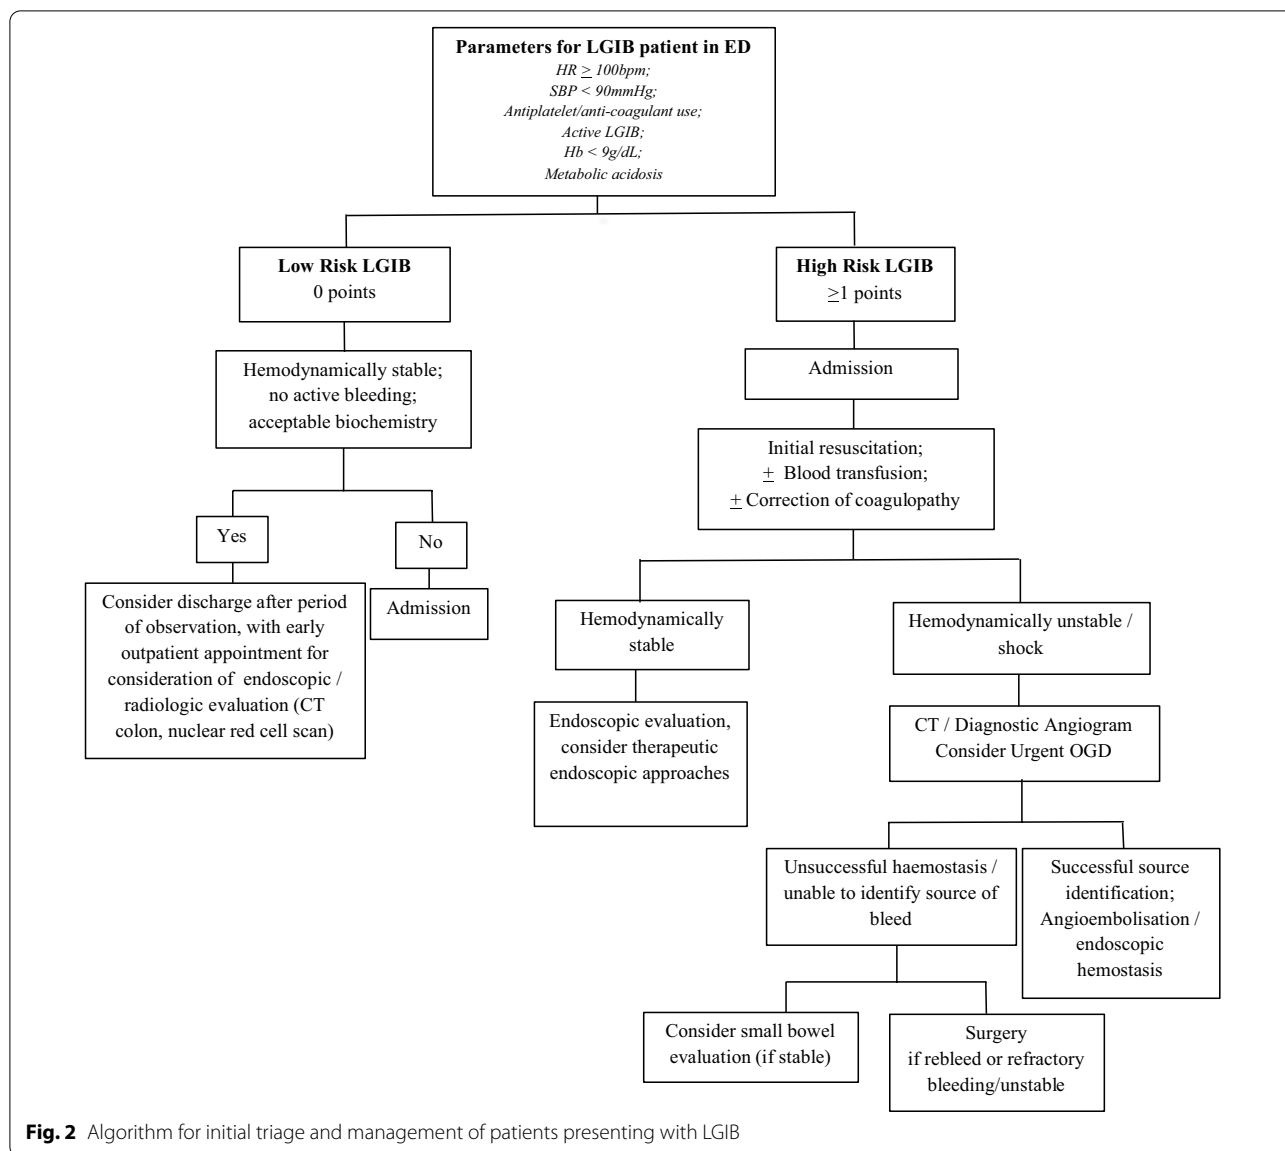 Parameters for LGIB patient in ED
HR ≥ 100bpm;
SBP < 90mmHg;
Antiplatelet/anti-coagulant use;
Active LGIB;
Hb < 9g/dL;
Metabolic acidosis
Low Risk LGIB
0 points
High Risk LGIB
≥1 points
Hemodynamically stable;
no active bleeding;
acceptable biochemistry
Admission
Initial resuscitation;
± Blood transfusion;
± Correction of coagulopathy
Yes
No
Consider discharge after period
of observation, with early
outpatient appointment for
consideration of endoscopic /
radiologic evaluation (CT
colon, nuclear red cell scan)
Admission
Hemodynamically
stable
Hemodynamically unstable /
shock
Endoscopic evaluation,
consider therapeutic
endoscopic approaches
CT / Diagnostic Angiogram
Consider Urgent OGD
Unsuccessful haemostasis /
unable to identify source of
bleed
Successful source
identification;
Angioembolisation /
endoscopic
hemostasis
Consider small bowel
evaluation (if stable)
Surgery
if rebleed or refractory
bleeding/unstable
Fig. 2 Algorithm for initial triage and management of patients presenting with LGIB